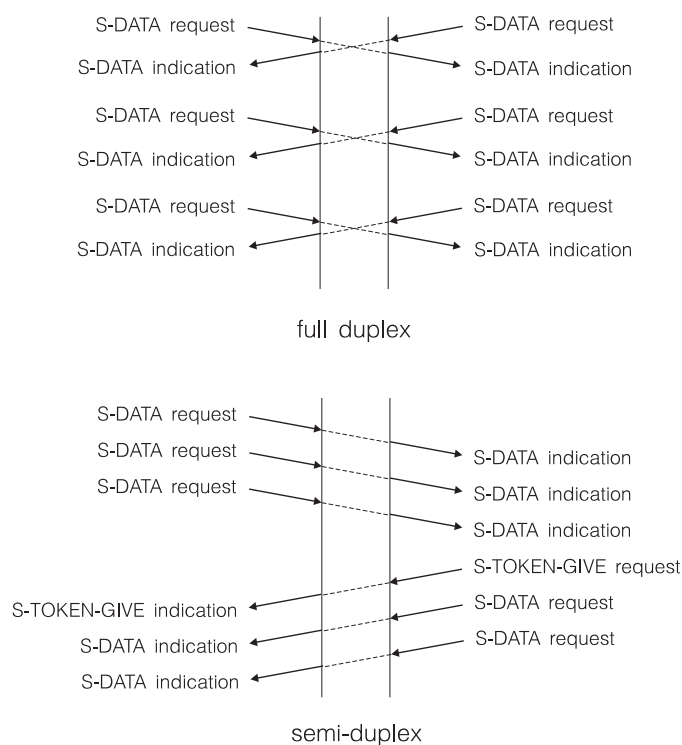 S-DATA request S-DATA request
S-DATA indication S-DATA indication
S-DATA request S-DATA request
S-DATA indication S-DATA indication
S-DATA request S-DATA request
S-DATA indication S-DATA indication
full duplex
S-DATA request
S-DATA request
S-DATA indication
S-DATA request
S-DATA indication
S-DATA indication
S-TOKEN-GIVE request
S-TOKEN-GIVE indication S-DATA request
S-DATA indication S-DATA request
S-DATA indication
semi-duplex